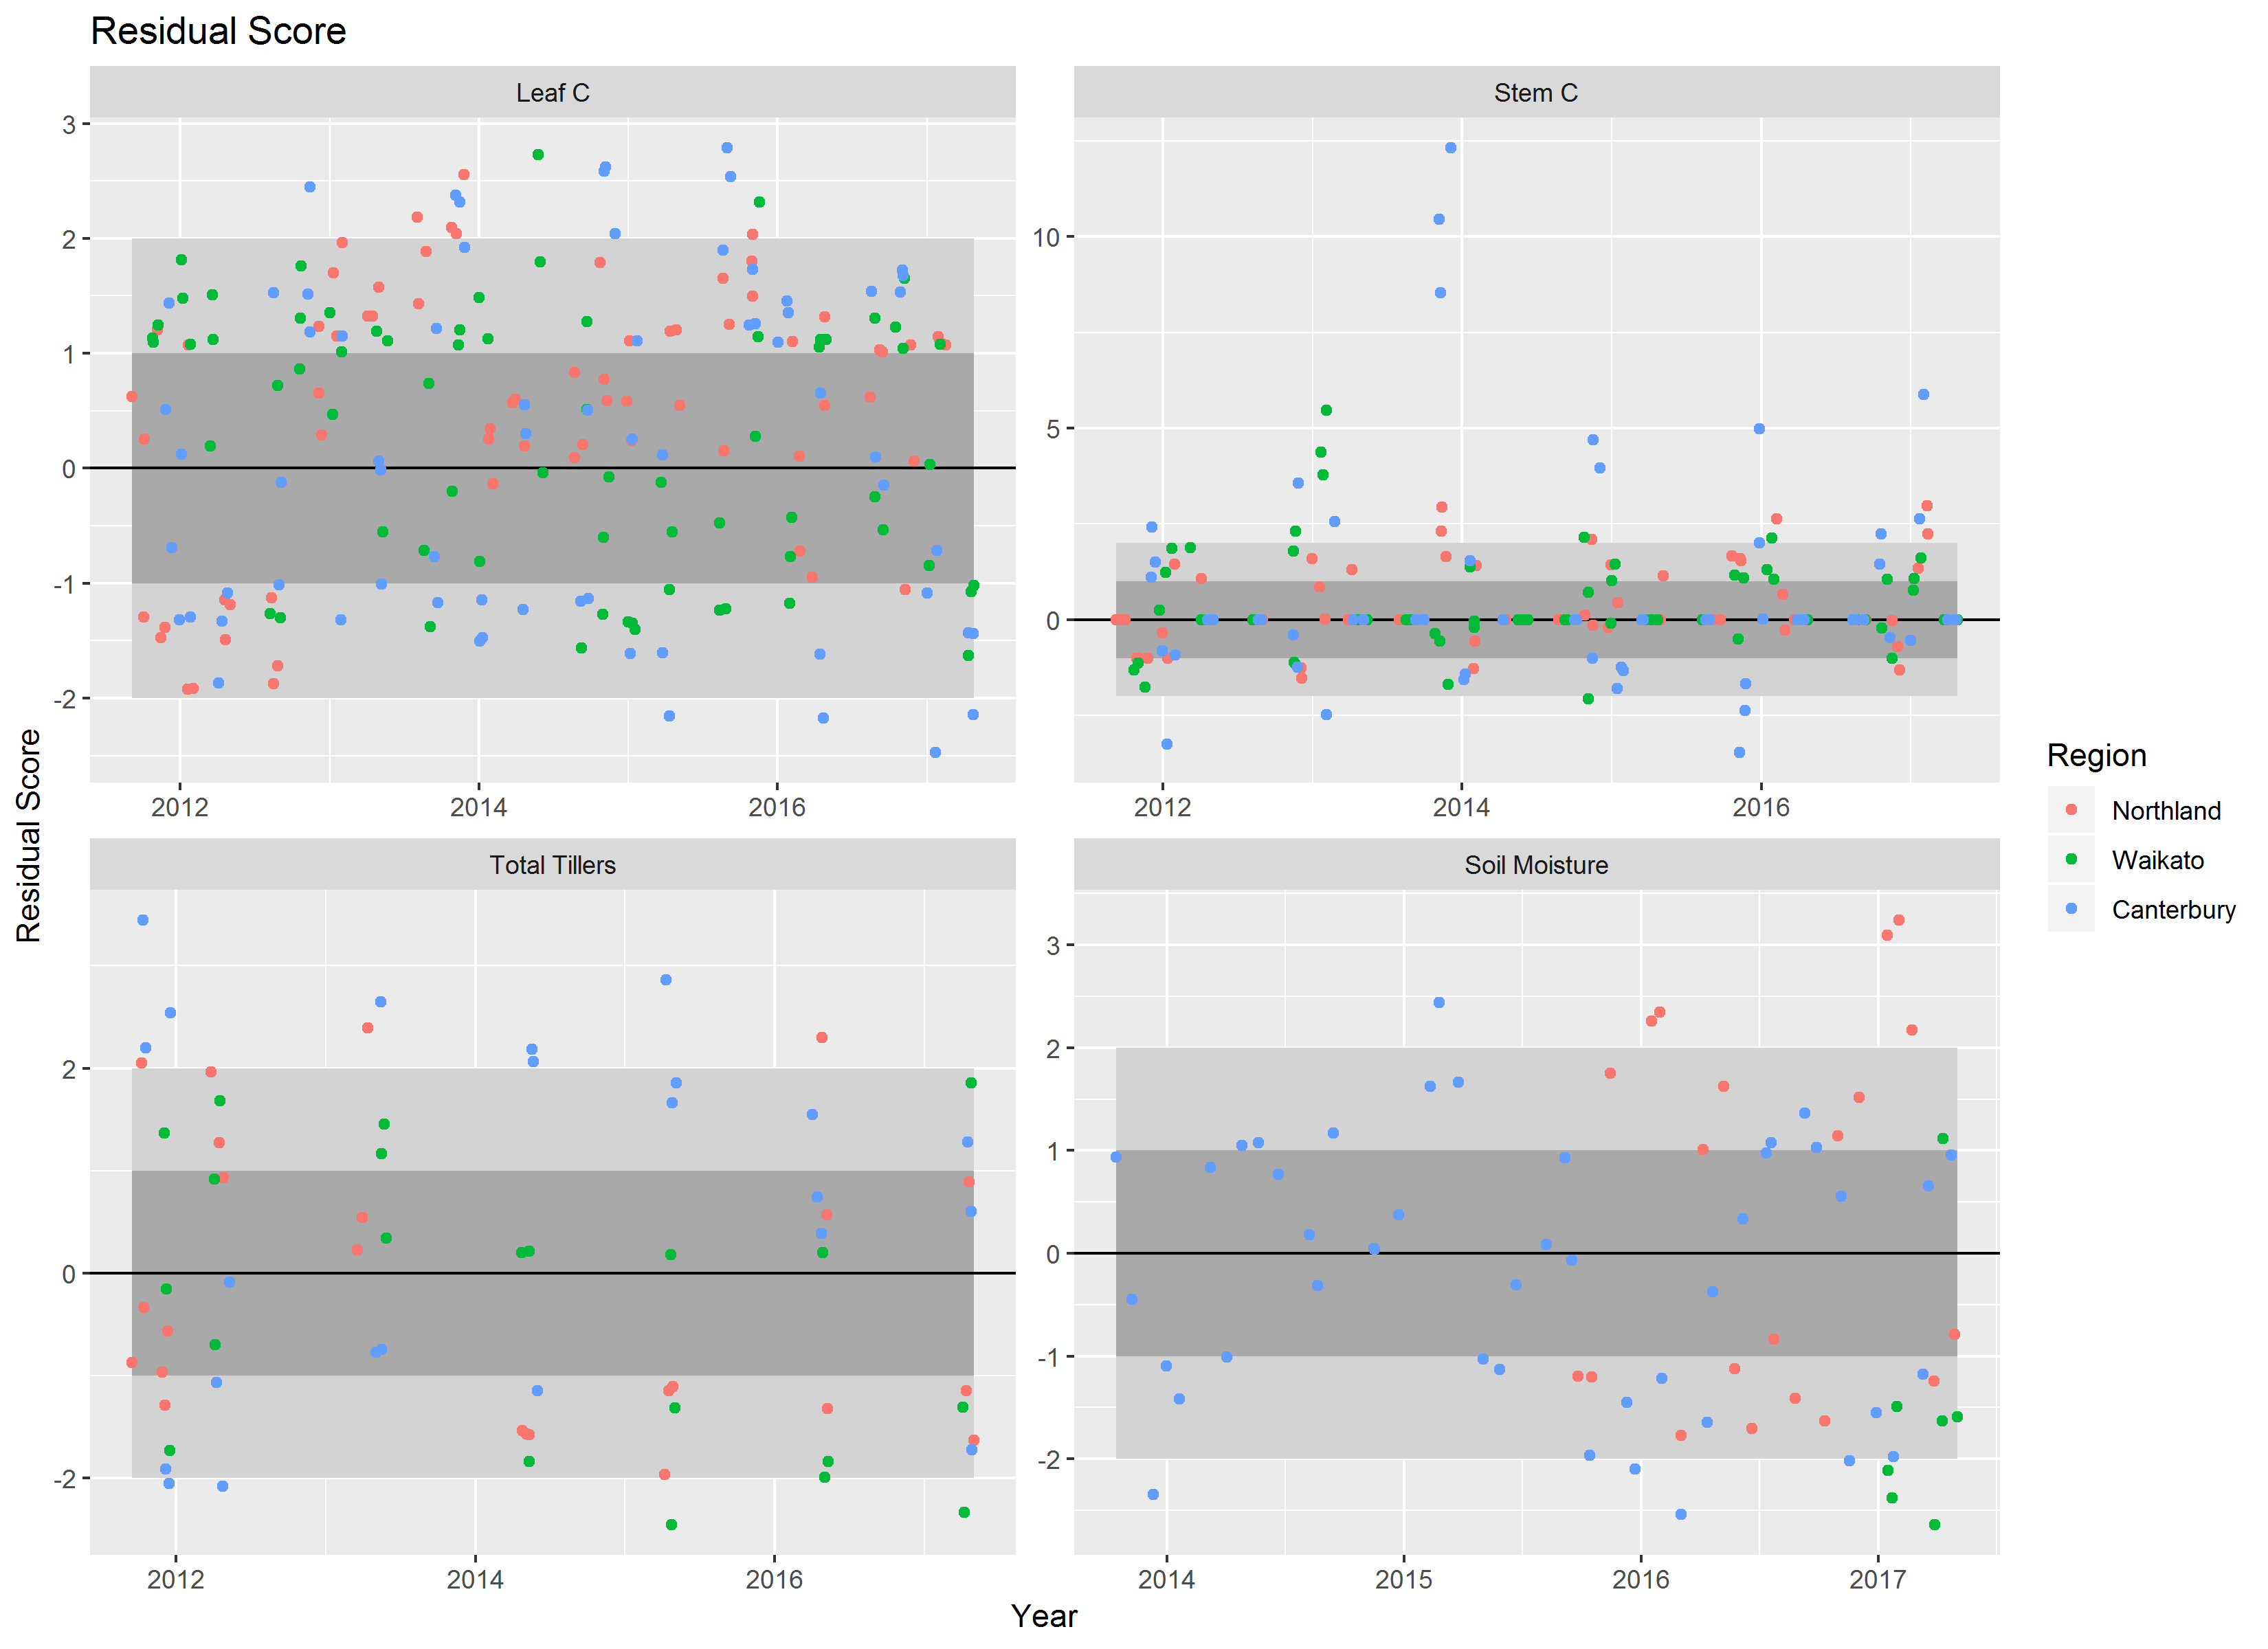 Residual Score
Leaf C
Stem C
3
2
1
0
-1
-2
10
5
0
2012
2014
2016
2012
2014
2016
Total Tillers
Soil Moisture
2
0
-2
3
2
1
0
-1
-2
2012
2014
2016
2014
2015
2016
2017
Year
Residual Score
Region
Northland
Waikato
Canterbury